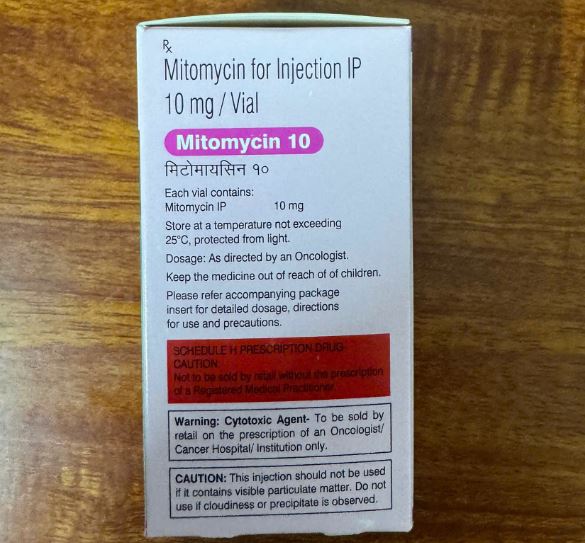 Rx
Mitomycin for Injection IP
10 mg / Vial
Mitomycin 10
मिटोमायसिन १०
Each vial contains:
Mitomycin IP 10 mg
Store at a temperature not exceeding
25°C, protected from light.
Dosage: As directed by an Oncologist.
Keep the medicine out of reach of of children.
Please refer accompanying package
insert for detailed dosage, directions
for use and precautions.
SCHEDULE H PRESCRIPTION DRUG-
CAUTION:
Not to be sold by retail without the prescription
of a Registered Medical Practitioner.
Warning: Cytotoxic Agent- To be sold by
retail on the prescription of an Oncologist/
Cancer Hospital/ Institution only.
CAUTION: This injection should not be used
if it contains visible particulate matter. Do not
use if cloudiness or precipitate is observed.